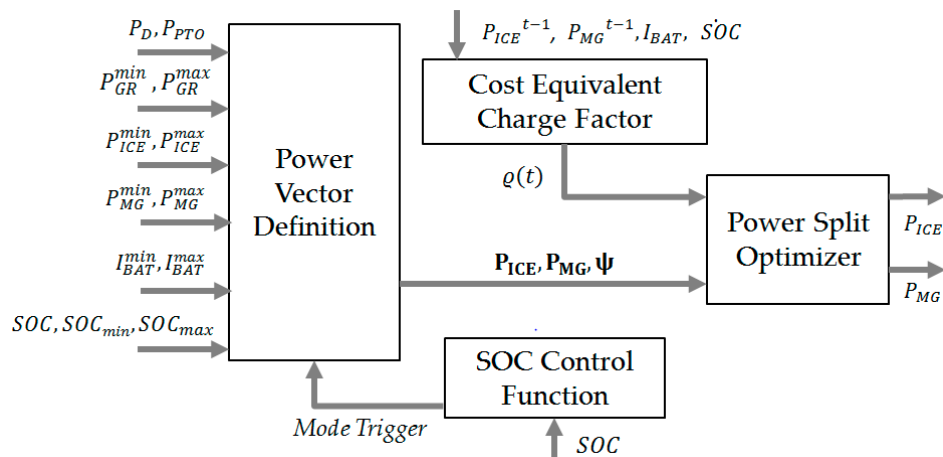 P_D, P_PTO
P_GR^min, P_GR^max
P_ICE^min, P_ICE^max
P_MG^min, P_MG^max
I_BAT^min, I_BAT^max
SOC, SOC_min, SOC_max
Power
Vector
Definition
P_ICE^t−1, P_MG^t−1, I_BAT, SȮC
Cost Equivalent
Charge Factor
ϱ(t)
P_ICE, P_MG, ψ
Power Split
Optimizer
P_ICE
P_MG
SOC Control
Function
Mode Trigger
SOC